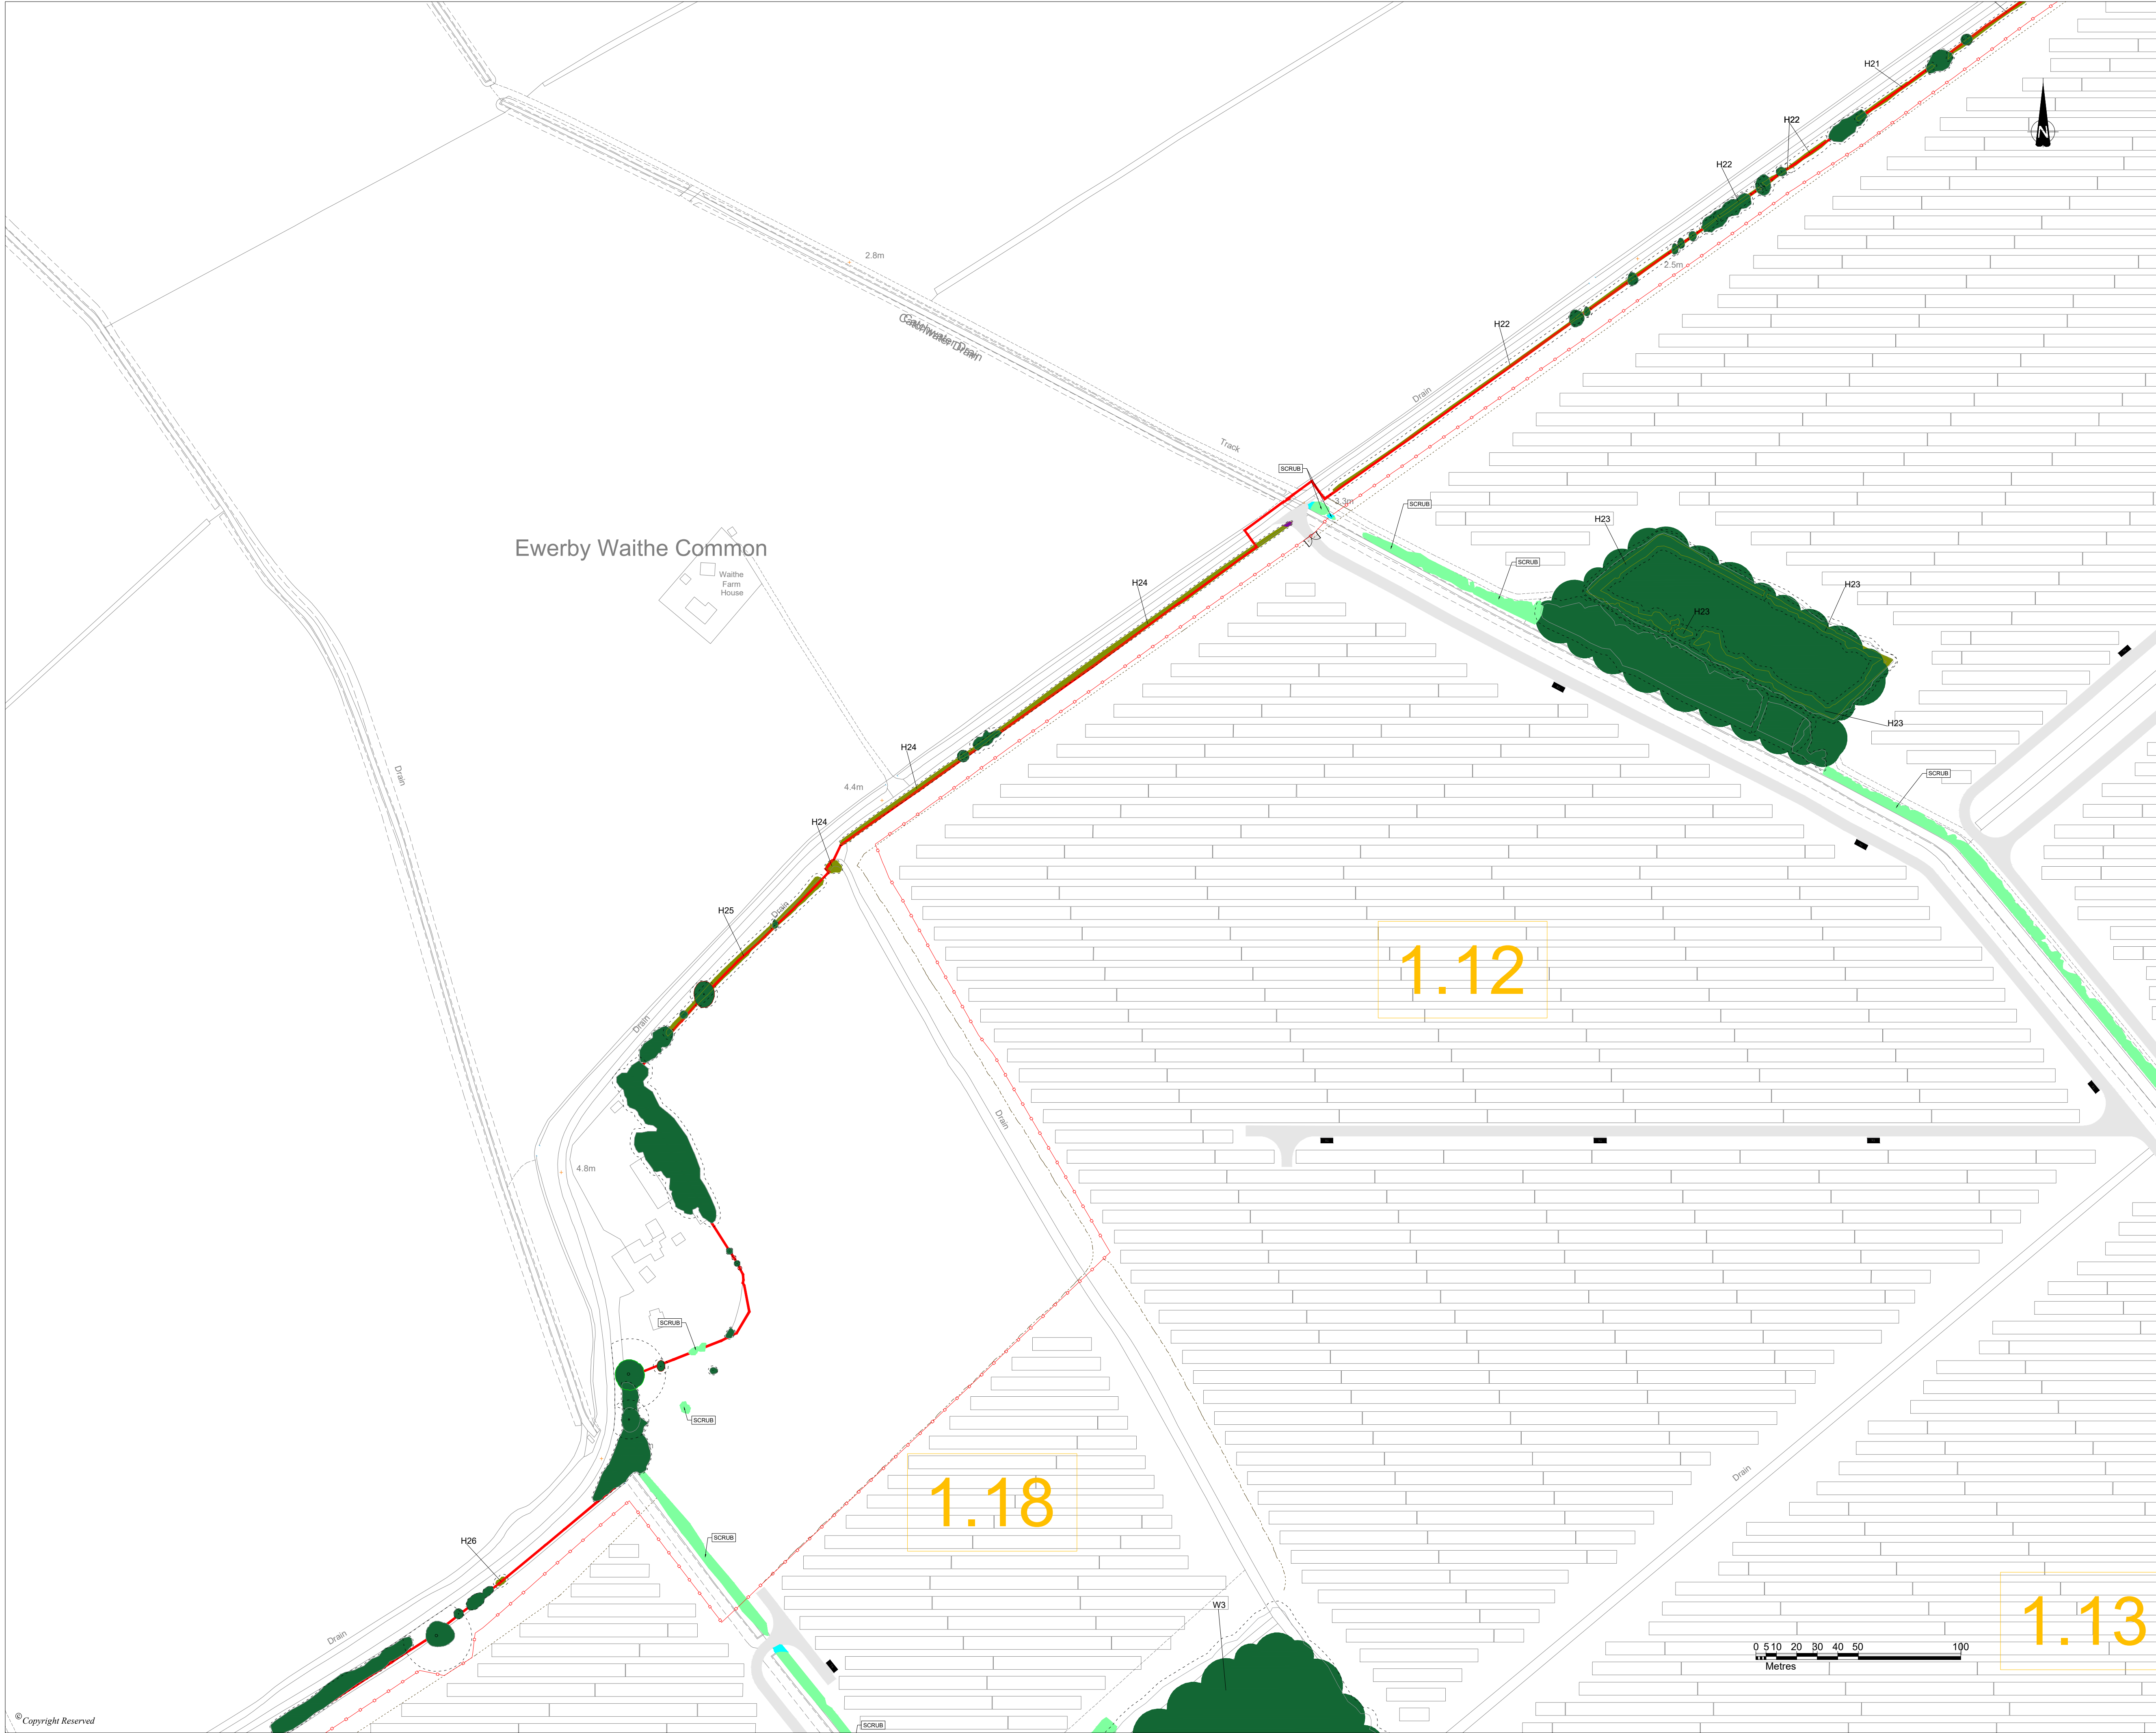 H21
H22
N
H22
2.8m
2.5m
Catchwater Drain
H22
Drain
Track
SCRUB
3.3m
SCRUB
H23
Ewerby Waithe Common
SCRUB
Waithe
Farm
House
H24
H23
H23
H23
H24
Drain
SCRUB
4.4m
H24
H25
Drain
1.12
Drain
Drain
4.8m
SCRUB
SCRUB
Drain
1.18
SCRUB
H26
W3
1.13
Drain
0 5 10 20 30 40 50 100
Metres
© Copyright Reserved
SCRUB